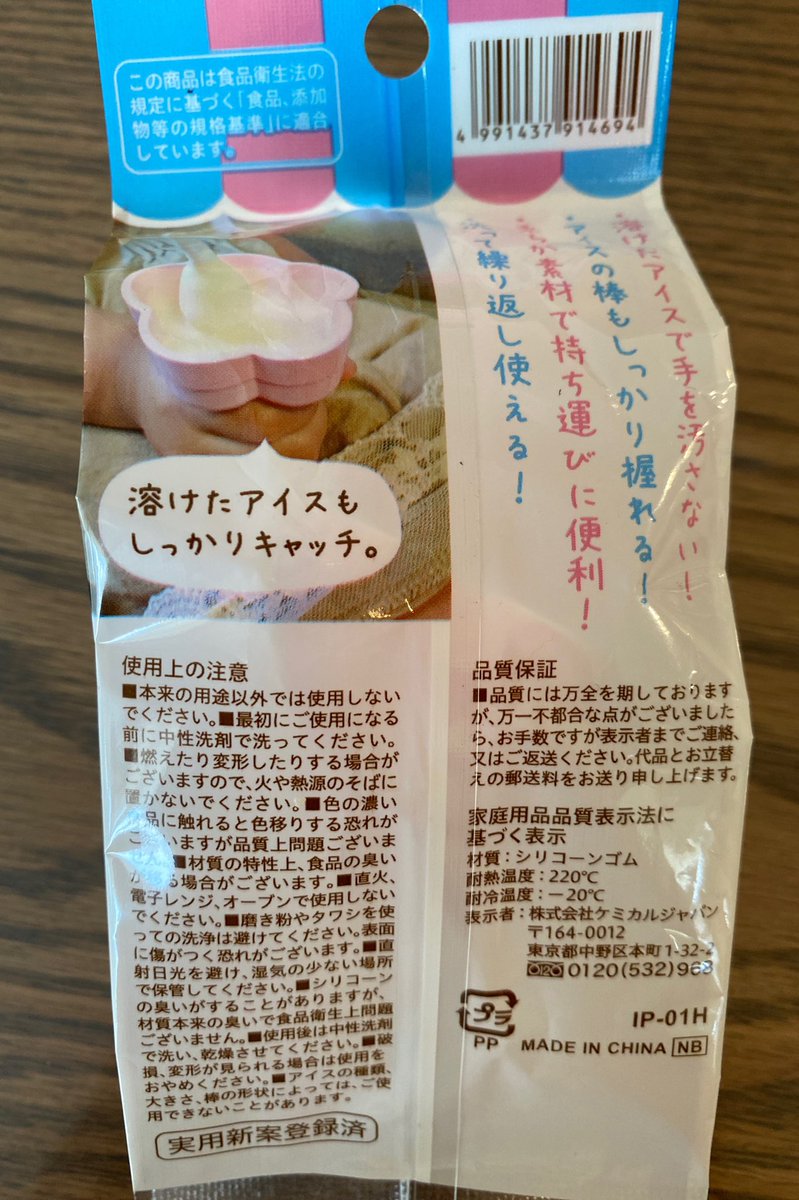 この商品は食品衛生法の
規定に基づく「食品、添加
物等の規格基準」に適合
しています。
4 991437 914694
・溶けたアイスで手を汚さない！
・アイスの棒もしっかり握れる！
素材で持ち運びに便利！
繰り返し使える！
溶けたアイスも
しっかりキャッチ。
使用上の注意
■本来の用途以外では使用しない
でください。■最初にご使用になる
前に中性洗剤で洗ってください。
■燃えたり変形したりする場合が
ございますので、火や熱源のそばに
置かないでください。■色の濃い
品に触れると色移りする恐れが
ございますが品質上問題ございま
せん。■材質の特性上、食品の臭い
る場合がございます。■直火、
電子レンジ、オーブンで使用しない
でください。■磨き粉やタワシを使
っての洗浄は避けてください。表面
に傷がつく恐れがございます。■直
射日光を避け、湿気の少ない場所
で保管してください。■シリコーン
の臭いがすることがありますが、
材質本来の臭いで食品衛生上問題
ございません。■使用後は中性洗剤
で洗い、乾燥させてください。■破
損、変形が見られる場合は使用を
おやめください。■アイスの種類、
大きさ、棒の形状によっては、ご使
用できないことがあります。
実用新案登録済
品質保証
■品質には万全を期しております
が、万一不都合な点がございました
ら、お手数ですが表示者までご連絡、
又はご返送ください。代品とお立替
えの郵送料をお送り申し上げます。
家庭用品品質表示法に
基づく表示
材質：シリコーンゴム
耐熱温度：220℃
耐冷温度：－20℃
表示者：株式会社ケミカルジャパン
〒164-0012
東京都中野区本町1-32-2
0120(532)968
プラ
PP
IP-01H
MADE IN CHINA NB